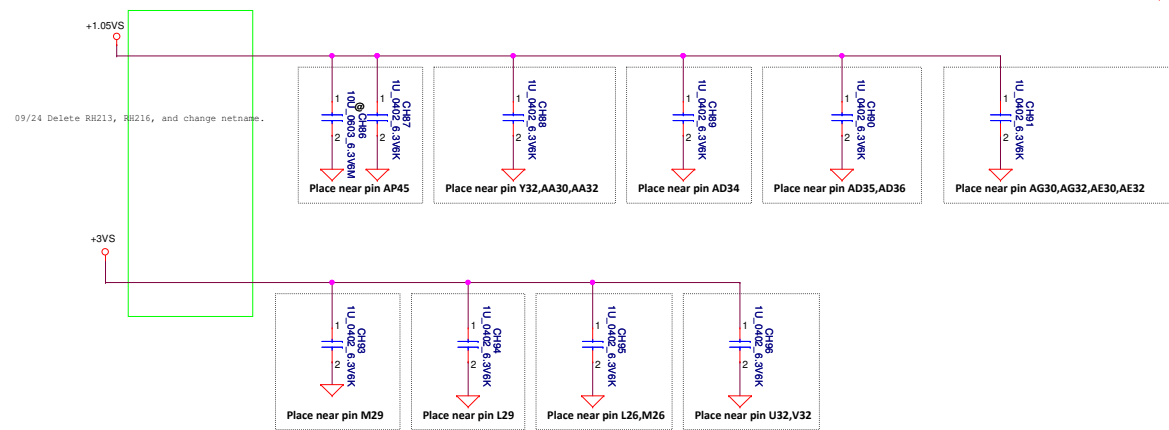 +1.05VS
09/24 Delete RH213, RH216, and change netname.
1
2
@ CH86
10U_0603_6.3V6M
1
2
CH87
1U_0402_6.3V6K
Place near pin AP45
1
2
CH88
1U_0402_6.3V6K
Place near pin Y32,AA30,AA32
1
2
CH89
1U_0402_6.3V6K
Place near pin AD34
1
2
CH90
1U_0402_6.3V6K
Place near pin AD35,AD36
1
2
CH91
1U_0402_6.3V6K
Place near pin AG30,AG32,AE30,AE32
+3VS
1
2
CH93
1U_0402_6.3V6K
Place near pin M29
1
2
CH94
1U_0402_6.3V6K
Place near pin L29
1
2
CH95
1U_0402_6.3V6K
Place near pin L26,M26
1
2
CH96
1U_0402_6.3V6K
Place near pin U32,V32